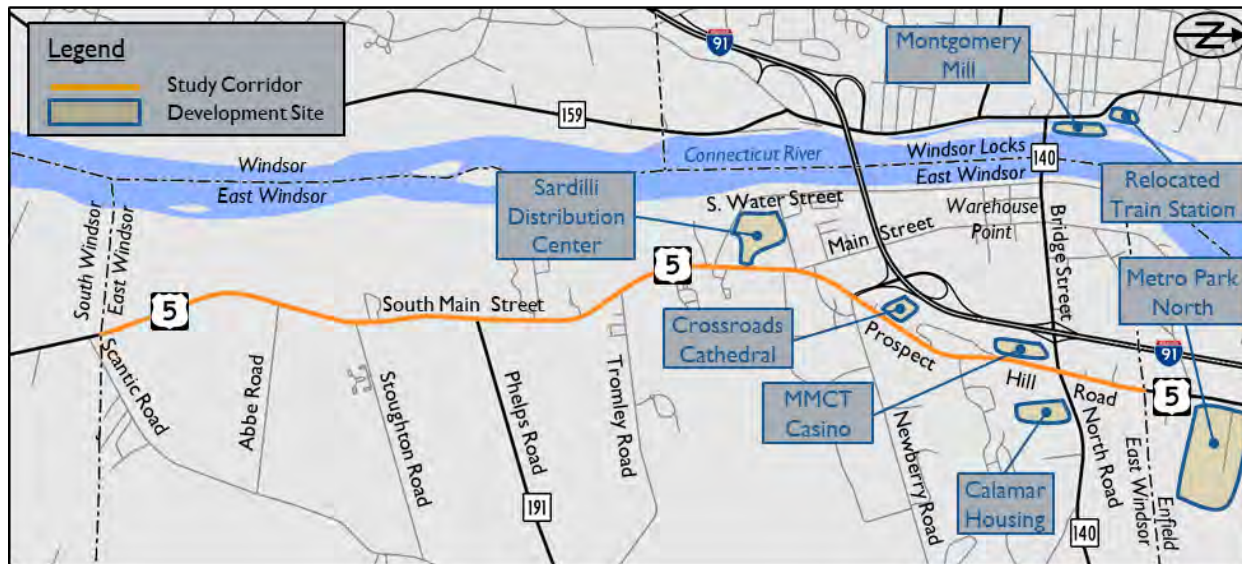 Legend
Study Corridor
Development Site
91
Montgomery
Mill
Z
159
Windsor
East Windsor
Connecticut River
Windsor Locks
East Windsor
140
Relocated
Train Station
Sardilli
Distribution
Center
S. Water Street
Main Street
Warehouse
Point
Bridge Street
Metro Park
North
South Windsor
East Windsor
5
South Main Street
5
Crossroads
Cathedral
Prospect
Hill
Road
5
91
MMCT
Casino
Calamar
Housing
Scantic Road
Abbe Road
Stoughton Road
Phelps Road
191
Tromley Road
Newberry Road
North Road
140
East Windsor
Enfield